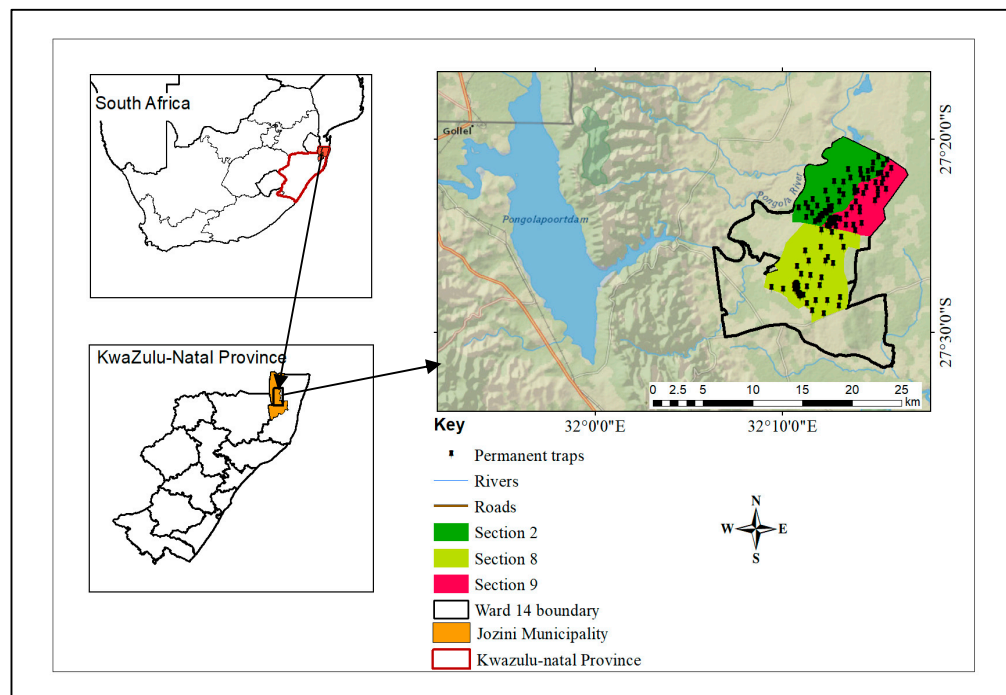 South Africa
KwaZulu-Natal Province
Gollel
Pongolapoortdam
Pongola River
27°20'0"S
27°30'0"S
0 2.5 5 10 15 20 25
km
32°0'0"E 32°10'0"E
Key
Permanent traps
Rivers
Roads
Section 2
Section 8
Section 9
Ward 14 boundary
Jozini Municipality
Kwazulu-natal Province
N
W E
S